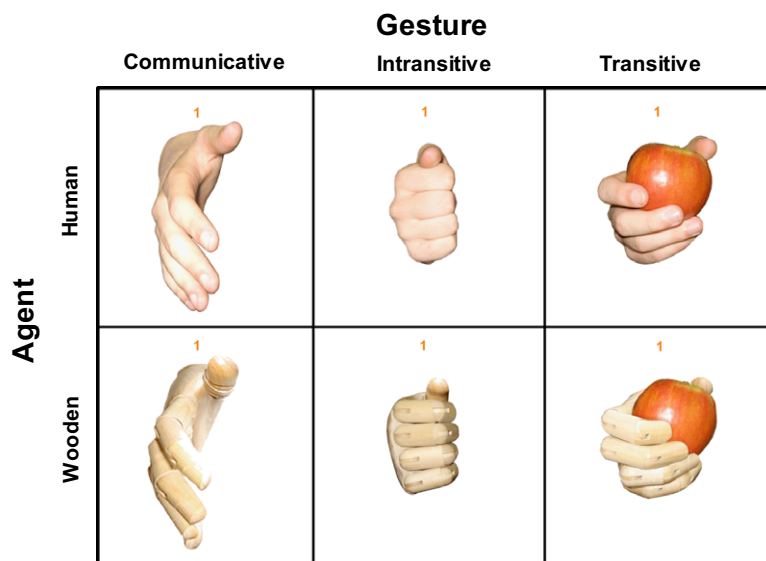 Gesture
Communicative Intransitive Transitive
Agent
Human
1 1 1
Wooden
1 1 1